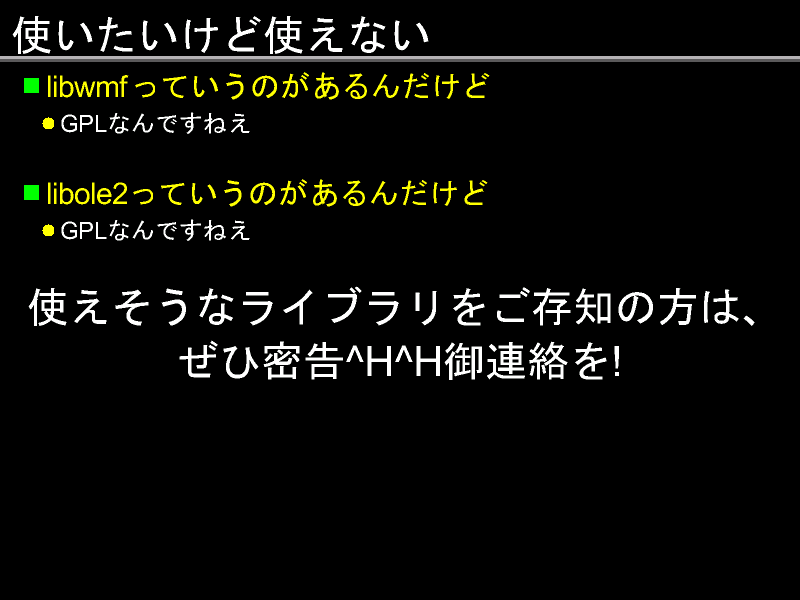 使いたいけど使えない
libwmfっていうのがあるんだけど
GPLなんですねえ
libole2っていうのがあるんだけど
GPLなんですねえ
使えそうなライブラリをご存知の方は、
ぜひ密告^H^H御連絡を!